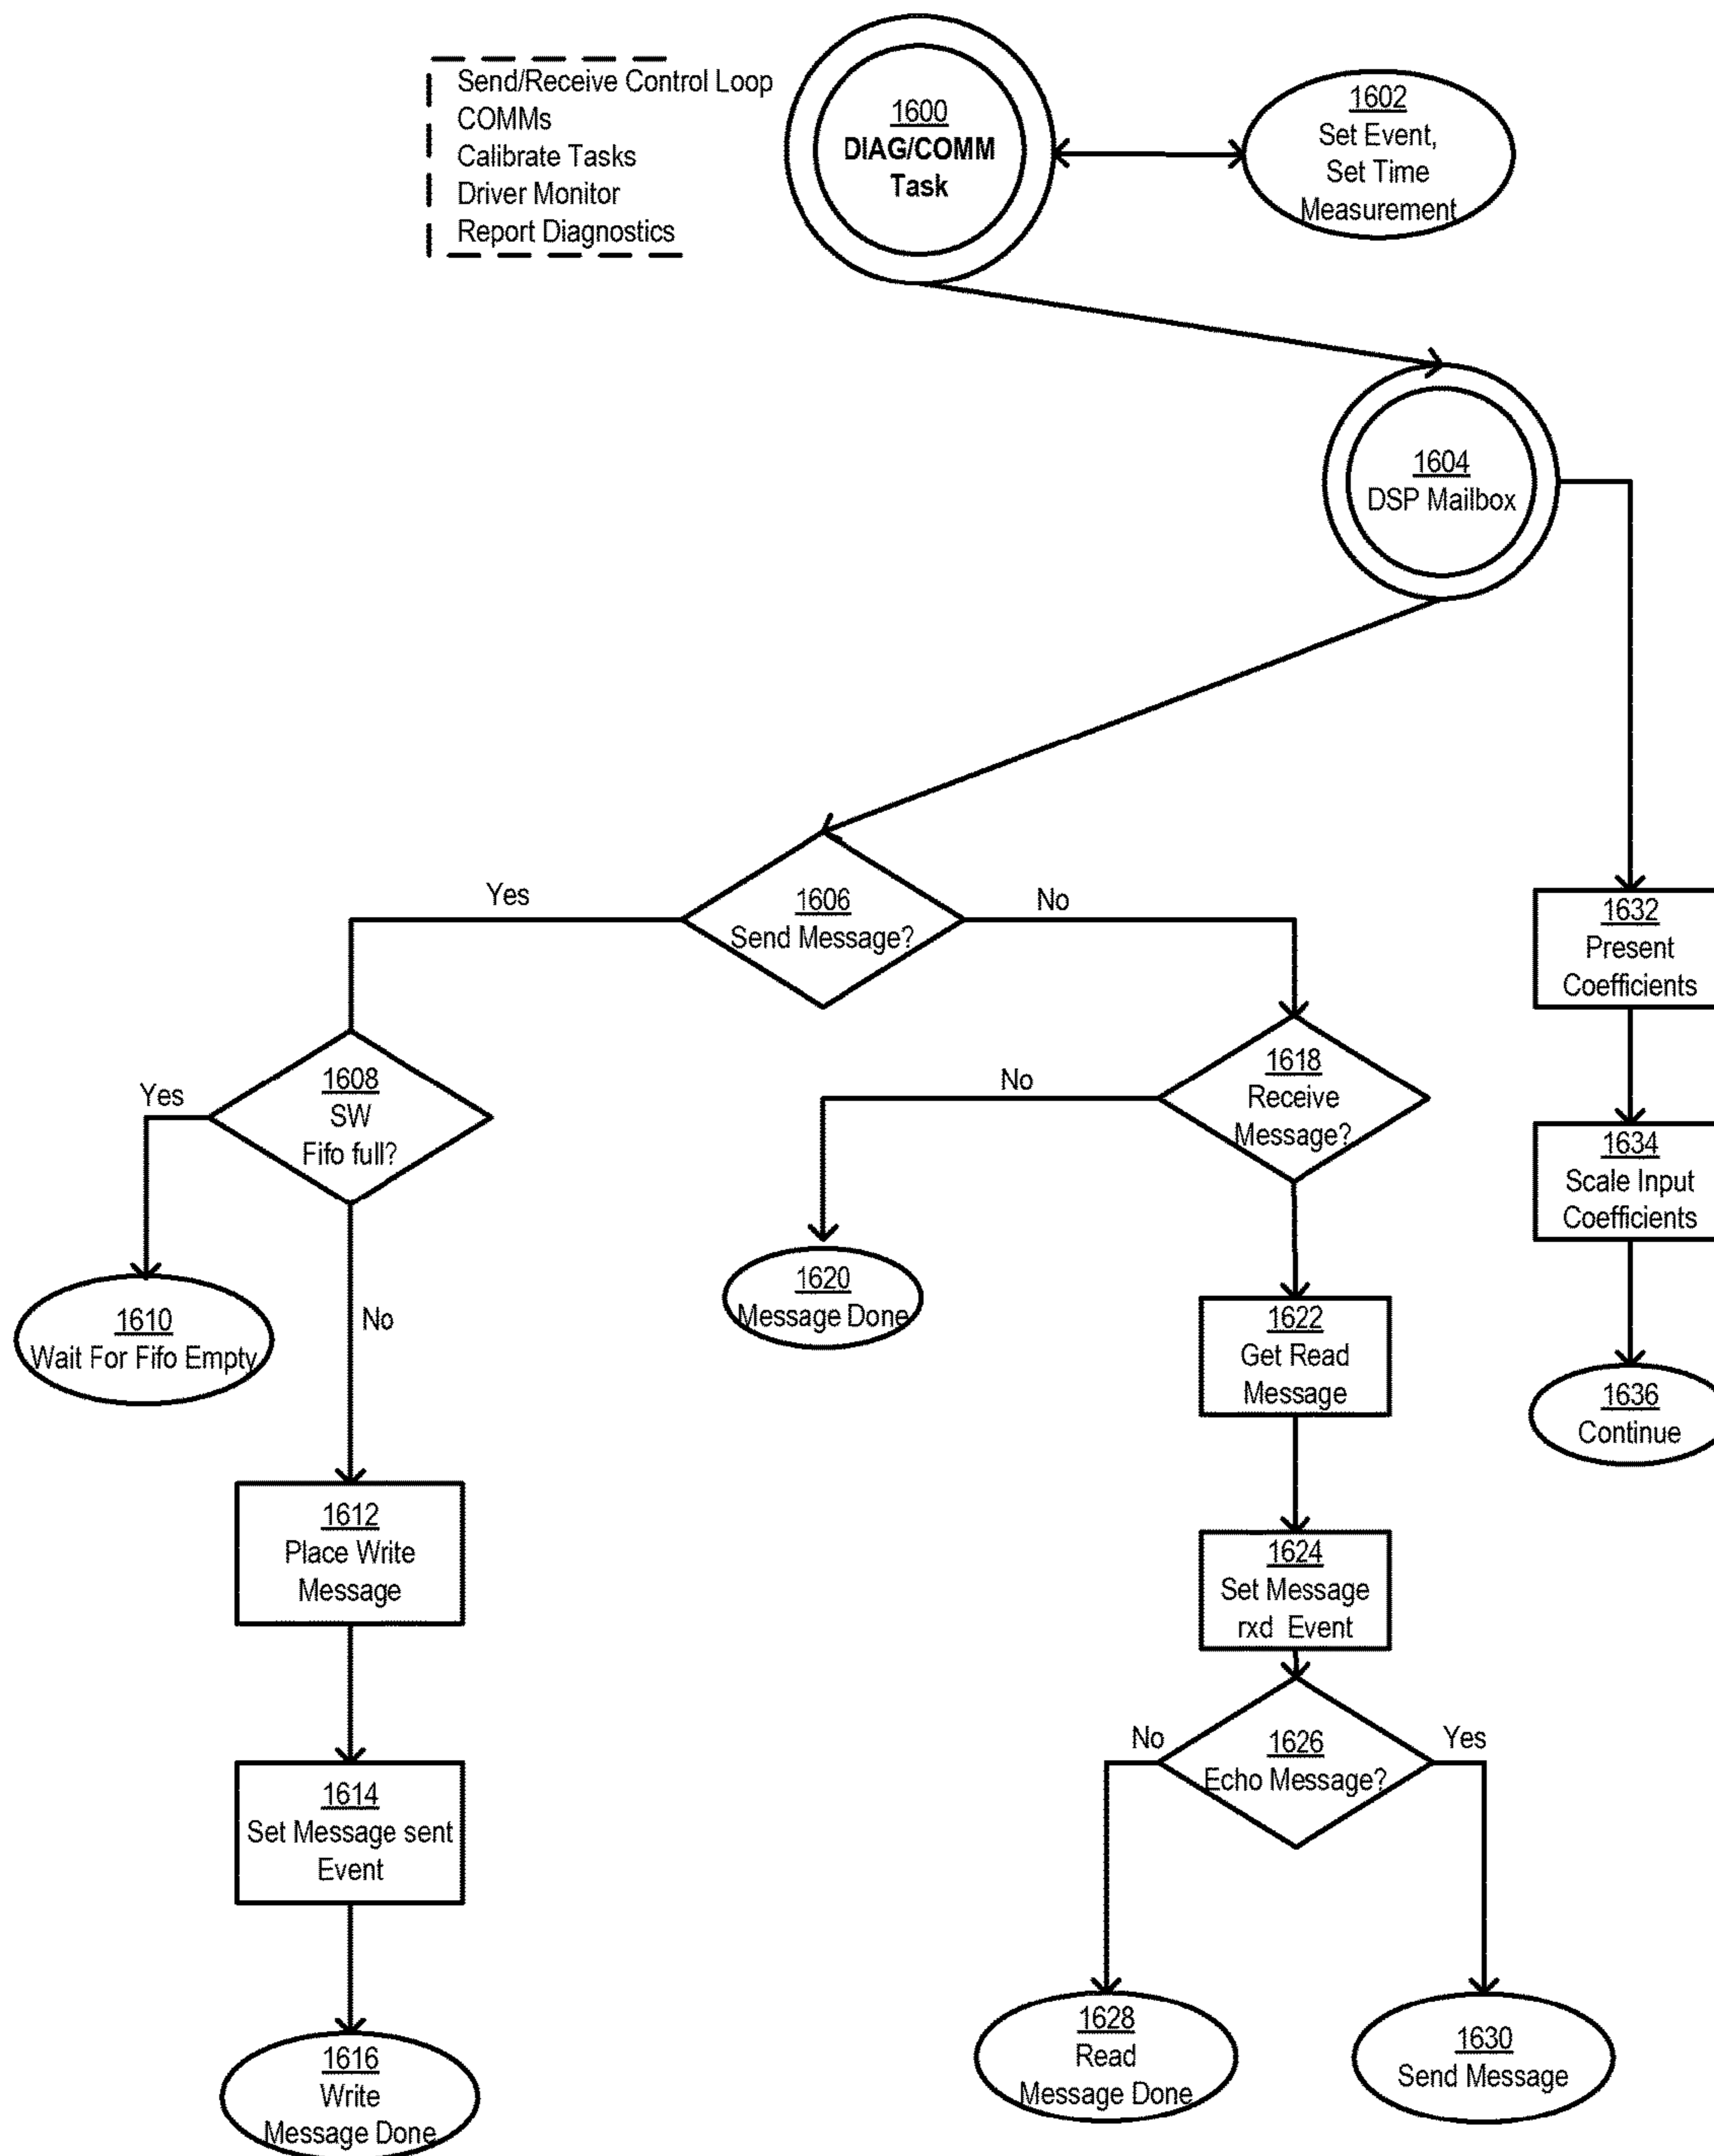 Send/Receive Control Loop
COMMs
Calibrate Tasks
Driver Monitor
Report Diagnostics
1600
DIAG/COMM
Task
1602
Set Event,
Set Time
Measurement
1604
DSP Mailbox
Yes
1606
Send Message?
No
1632
Present
Coefficients
Yes
1608
SW
Fifo full?
No
No
1618
Receive
Message?
1634
Scale Input
Coefficients
1610
Wait For Fifo Empty
1620
Message Done
1622
Get Read
Message
1636
Continue
1612
Place Write
Message
1624
Set Message
rxd Event
1614
Set Message sent
Event
No
1626
Echo Message?
Yes
1616
Write
Message Done
1628
Read
Message Done
1630
Send Message